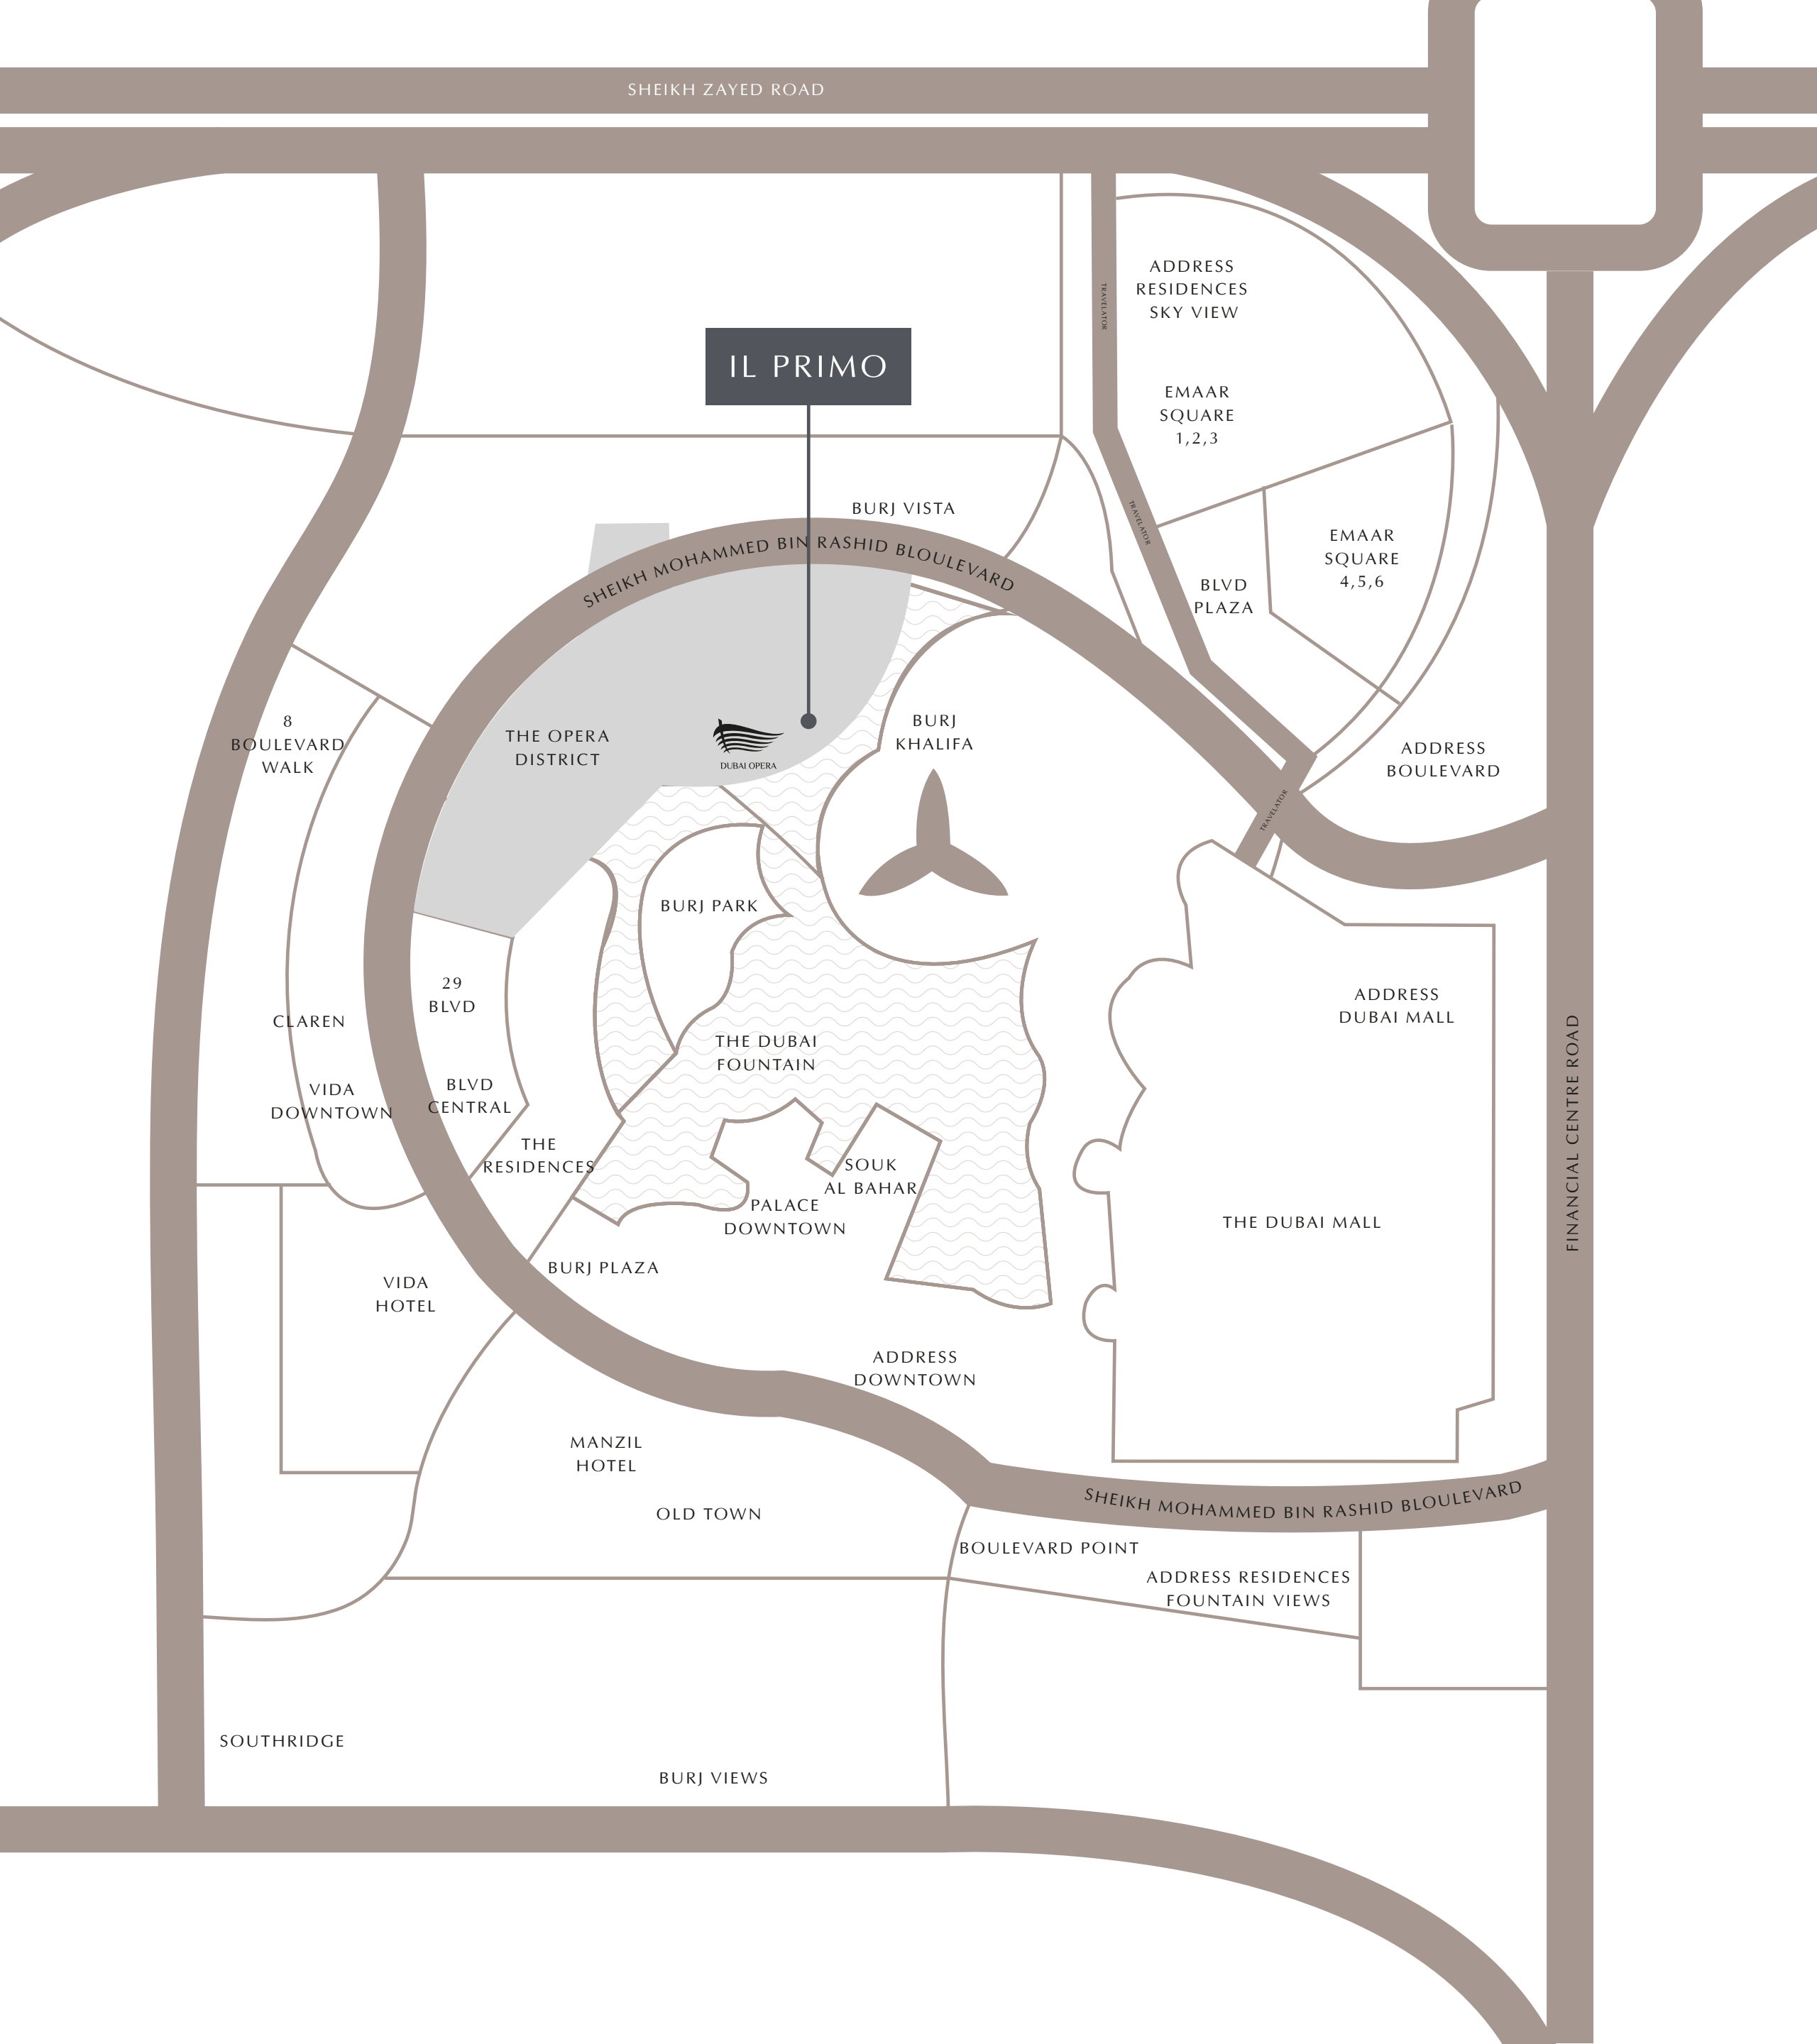 SHEIKH ZAYED ROAD
ADDRESS
RESIDENCES
SKY VIEW
TRAVELATOR
IL PRIMO
EMAAR
SQUARE
1,2,3
BURJ VISTA
TRAVELATOR
SHEIKH MOHAMMED BIN RASHID BLOULEVARD
EMAAR
SQUARE
4,5,6
BLVD
PLAZA
8
BOULEVARD
WALK
THE OPERA
DISTRICT
DUBAI OPERA
BURJ
KHALIFA
ADDRESS
BOULEVARD
TRAVELATOR
BURJ PARK
29
BLVD
CLAREN
THE DUBAI
FOUNTAIN
ADDRESS
DUBAI MALL
FINANCIAL CENTRE ROAD
VIDA
DOWNTOWN
BLVD
CENTRAL
THE
RESIDENCES
SOUK
AL BAHAR
PALACE
DOWNTOWN
THE DUBAI MALL
BURJ PLAZA
VIDA
HOTEL
ADDRESS
DOWNTOWN
MANZIL
HOTEL
OLD TOWN
SHEIKH MOHAMMED BIN RASHID BLOULEVARD
BOULEVARD POINT
ADDRESS RESIDENCES
FOUNTAIN VIEWS
SOUTHRIDGE
BURJ VIEWS